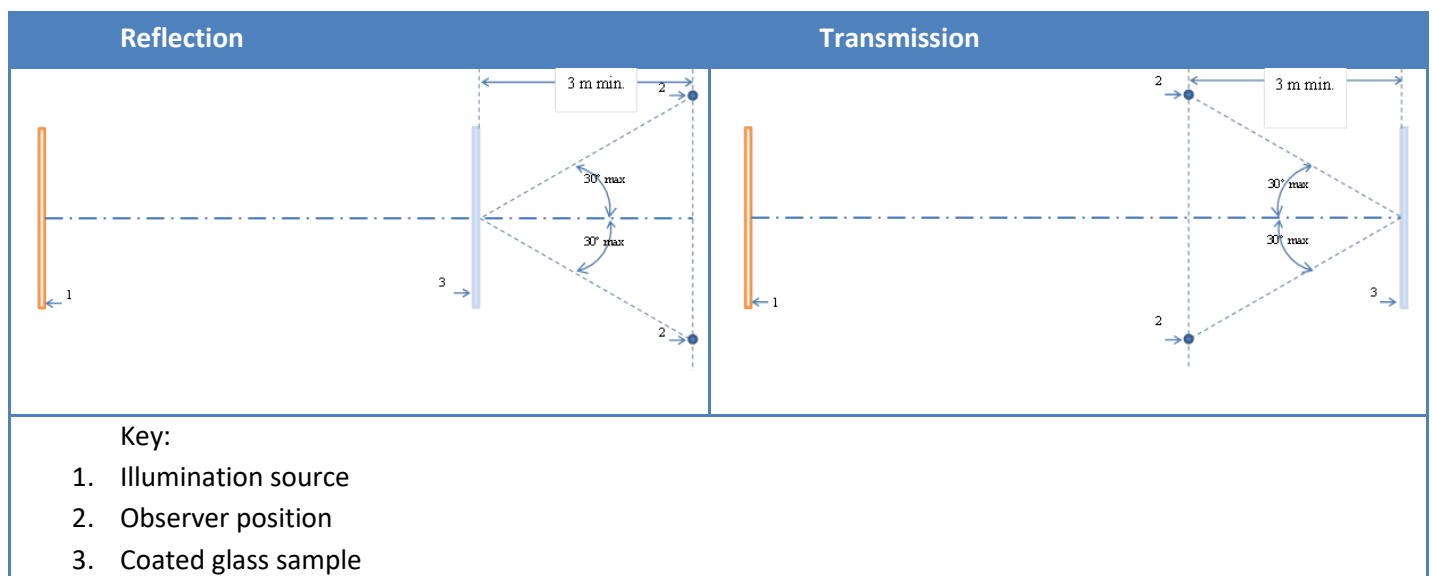 Reflection
Transmission
3 m min.
2
30° max
30° max
3
1
2
2
3 m min.
30° max
30° max
3
1
2
Key:
1. Illumination source
2. Observer position
3. Coated glass sample